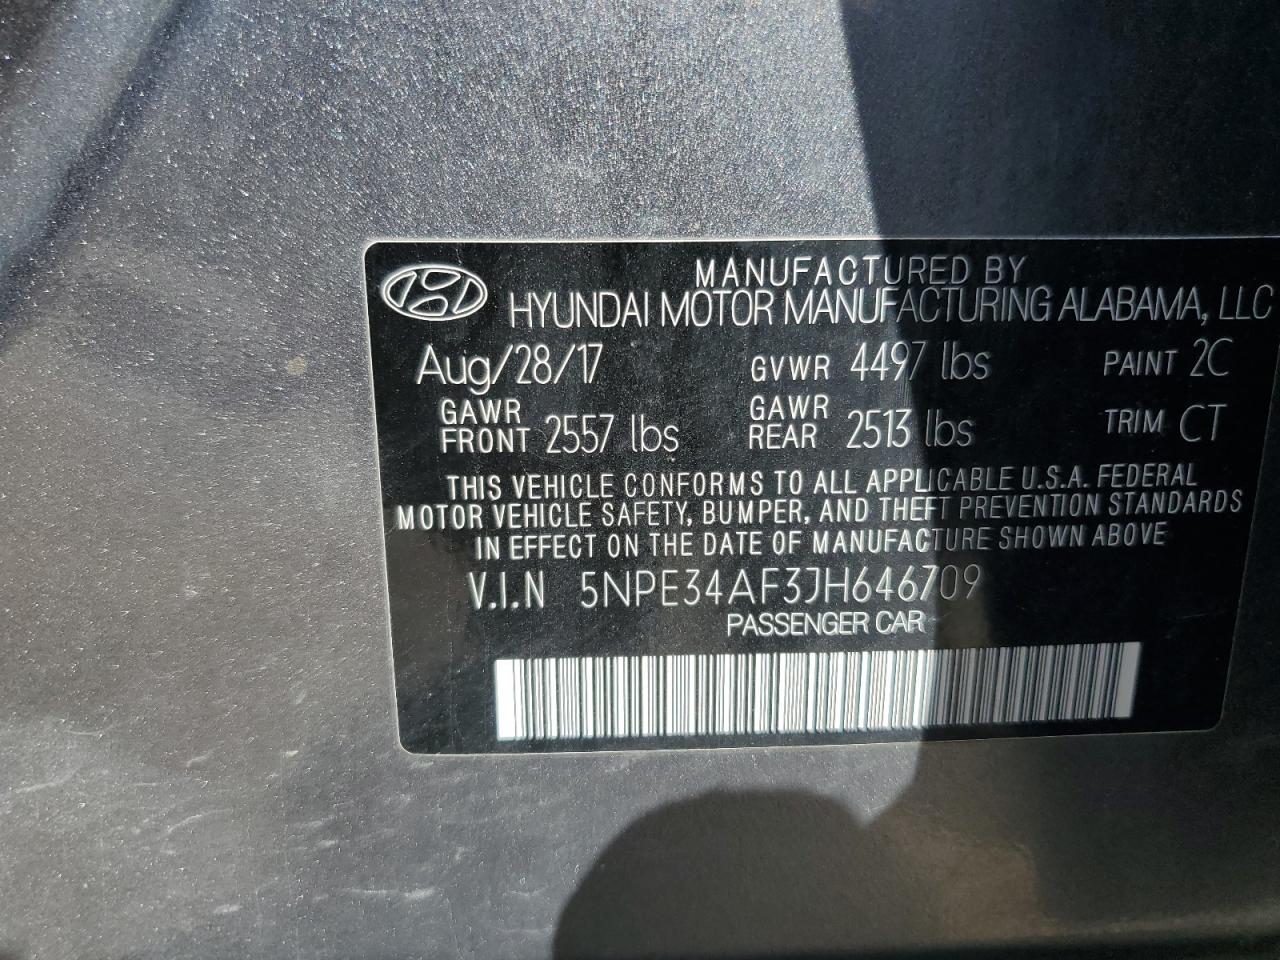 MANUFACTURED BY
HYUNDAI MOTOR MANUFACTURING ALABAMA, LLC
Aug/28/17 GVWR 4497 lbs PAINT 2C
GAWR FRONT 2557 lbs GAWR REAR 2513 lbs TRIM CT
THIS VEHICLE CONFORMS TO ALL APPLICABLE U.S.A. FEDERAL
MOTOR VEHICLE SAFETY, BUMPER, AND THEFT PREVENTION STANDARDS
IN EFFECT ON THE DATE OF MANUFACTURE SHOWN ABOVE
V.I.N 5NPE34AF3JH646709
PASSENGER CAR